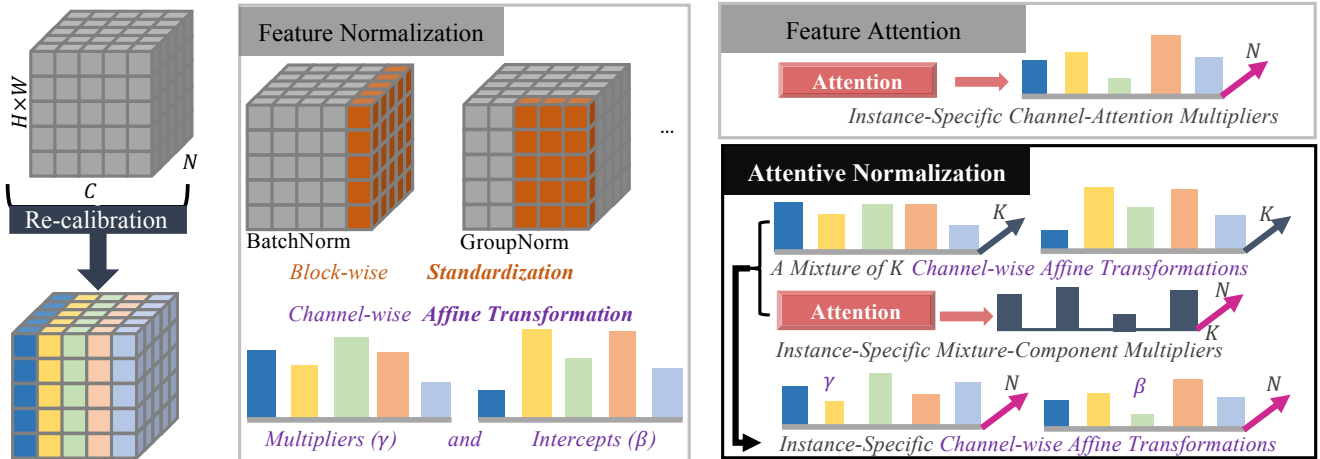 H×W
N
C
Re-calibration
Feature Normalization
...
BatchNorm
GroupNorm
Block-wise Standardization
Channel-wise Affine Transformation
Multipliers (γ) and Intercepts (β)
Feature Attention
Attention
N
Instance-Specific Channel-Attention Multipliers
Attentive Normalization
K
K
A Mixture of K Channel-wise Affine Transformations
Attention
N
K
Instance-Specific Mixture-Component Multipliers
γ
N
β
N
Instance-Specific Channel-wise Affine Transformations